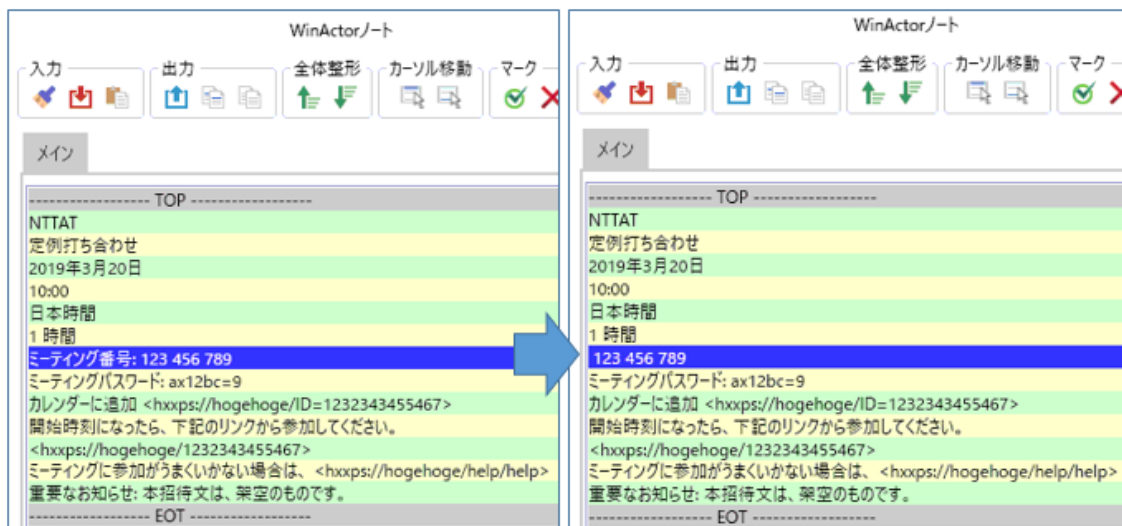 WinActorノート
入力 出力 全体整形 カーソル移動 マーク
メイン
------------------ TOP ------------------
NTTAT
定例打ち合わせ
2019年3月20日
10:00
日本時間
1 時間
ミーティング番号: 123 456 789
ミーティングパスワード: ax12bc=9
カレンダーに追加 <hxxps://hogehoge/ID=1232343455467>
開始時刻になったら、下記のリンクから参加してください。
<hxxps://hogehoge/1232343455467>
ミーティングに参加がうまくいかない場合は、 <hxxps://hogehoge/help/help>
重要なお知らせ: 本招待文は、架空のものです。
------------------ EOT ------------------
WinActorノート
入力 出力 全体整形 カーソル移動 マーク
メイン
------------------ TOP ------------------
NTTAT
定例打ち合わせ
2019年3月20日
10:00
日本時間
1 時間
123 456 789
ミーティングパスワード: ax12bc=9
カレンダーに追加 <hxxps://hogehoge/ID=1232343455467>
開始時刻になったら、下記のリンクから参加してください。
<hxxps://hogehoge/1232343455467>
ミーティングに参加がうまくいかない場合は、 <hxxps://hogehoge/help/help>
重要なお知らせ: 本招待文は、架空のものです。
------------------ EOT ------------------